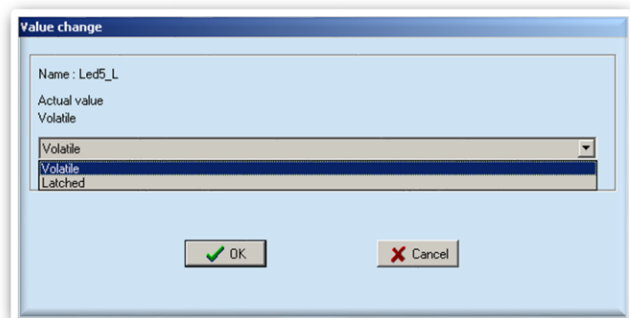 Value change
Name : Led5_L
Actual value
Volatile
Volatile
Volatile
Latched
OK
Cancel